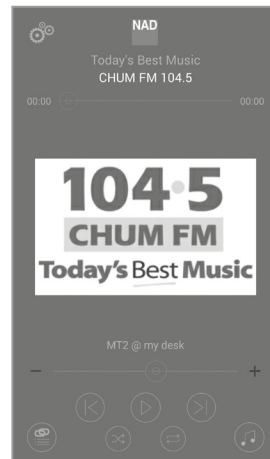 NAD
Today's Best Music
CHUM FM 104.5
00:00 00:00
104•5
CHUM FM
Today's Best Music
MT2 @ my desk